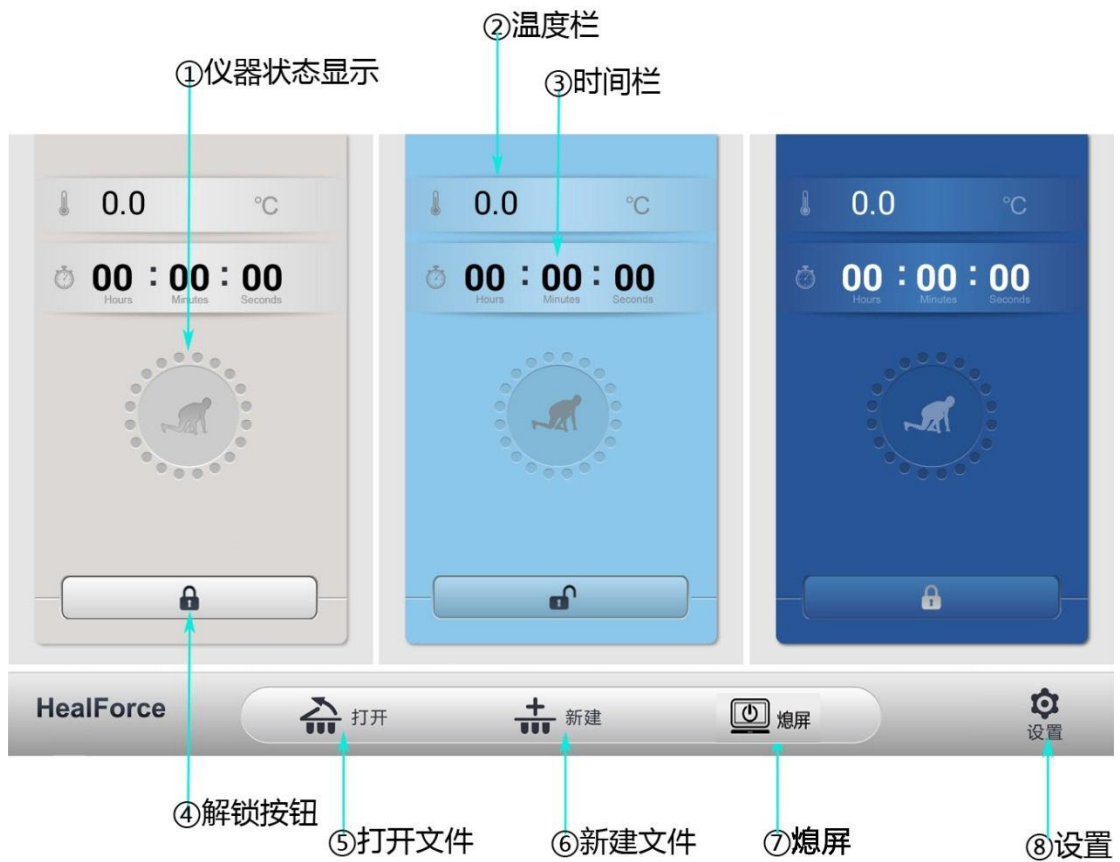 ②温度栏
①仪器状态显示
③时间栏
0.0 °C
0.0 °C
0.0 °C
00 : 00 : 00
Hours Minutes Seconds
00 : 00 : 00
Hours Minutes Seconds
00 : 00 : 00
Hours Minutes Seconds
HealForce
打开
新建
熄屏
设置
④解锁按钮
⑤打开文件
⑥新建文件
⑦熄屏
⑧设置